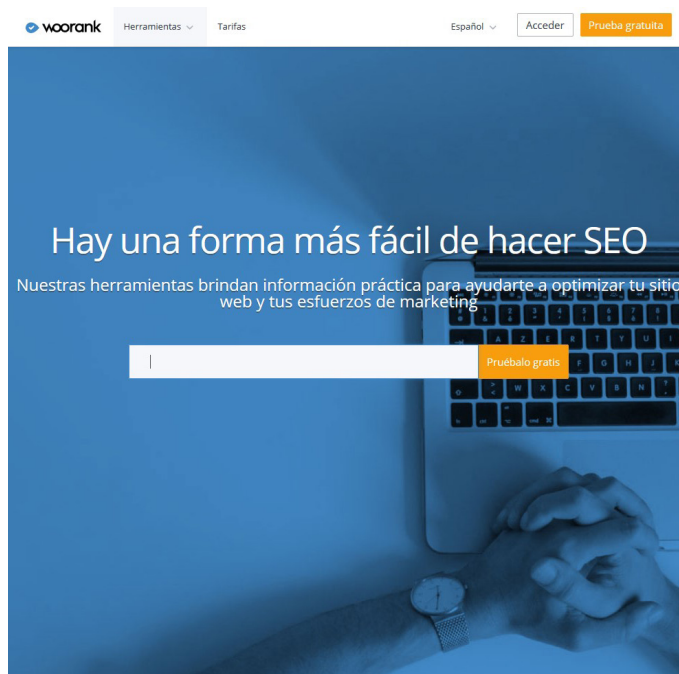 woorank
Herramientas
Tarifas
Español
Acceder
Prueba gratuita
Hay una forma más fácil de hacer SEO
Nuestras herramientas brindan información práctica para ayudarte a optimizar tu sitio
web y tus esfuerzos de marketing
Pruébalo gratis